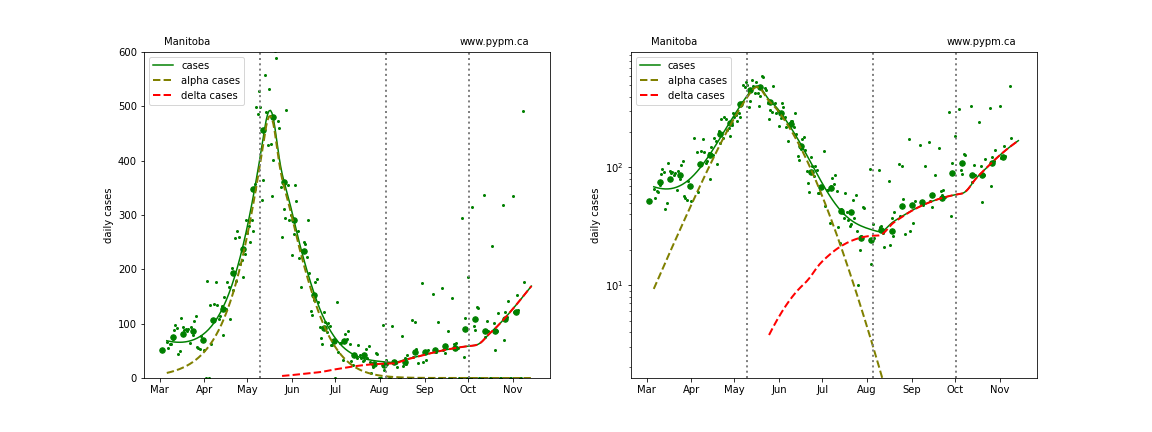 Manitoba www.pypm.ca
cases
alpha cases
delta cases
daily cases
600
500
400
300
200
100
0
Mar Apr May Jun Jul Aug Sep Oct Nov
Manitoba www.pypm.ca
cases
alpha cases
delta cases
daily cases
10²
10¹
Mar Apr May Jun Jul Aug Sep Oct Nov